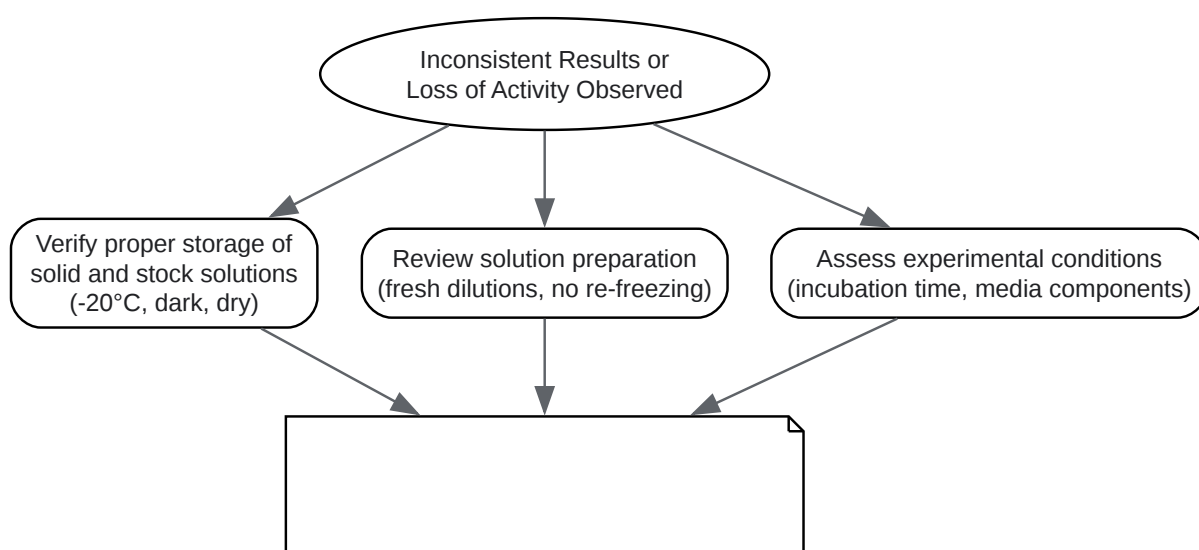 Inconsistent Results or
Loss of Activity Observed
Verify proper storage of
solid and stock solutions
(-20°C, dark, dry)
Review solution preparation
(fresh dilutions, no re-freezing)
Assess experimental conditions
(incubation time, media components)